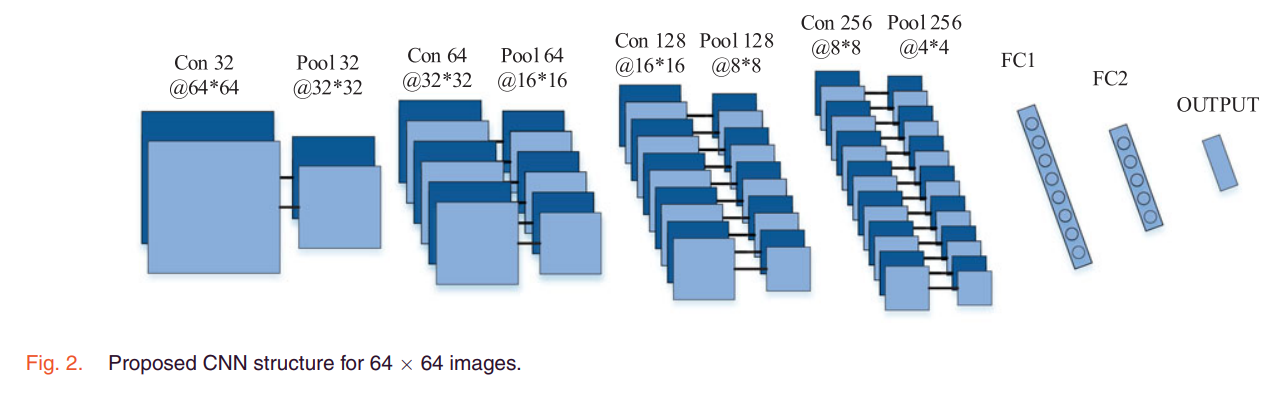 Con 32
@64*64
Pool 32
@32*32
Con 64
@32*32
Pool 64
@16*16
Con 128
@16*16
Pool 128
@8*8
Con 256
@8*8
Pool 256
@4*4
FC1
FC2
OUTPUT
Fig. 2. Proposed CNN structure for 64 × 64 images.